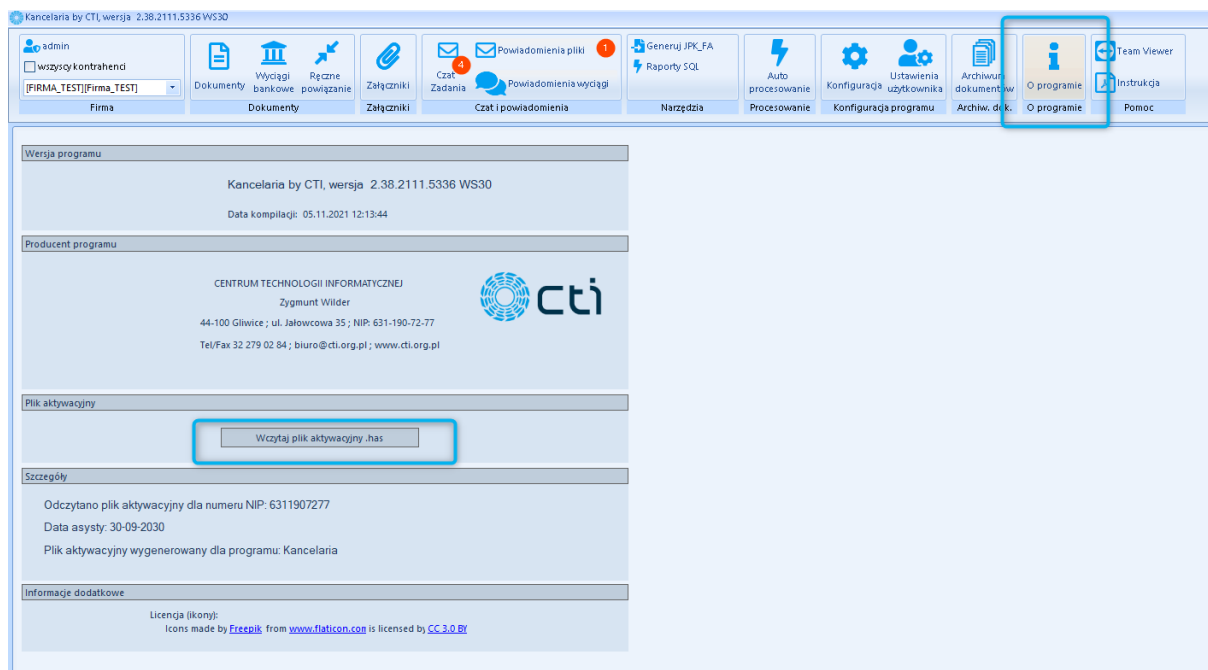 Kancelaria by CTI, wersja 2.38.2111.5336 WS30
admin
wszyscy kontrahenci
[FIRMA_TEST][Firma_TEST]
Firma
Dokumenty
Wyciągi bankowe
Ręczne powiązanie
Dokumenty
Załączniki
Załączniki
Czat
4
Zadania
Powiadomienia pliki
1
Powiadomienia wyciągi
Czat i powiadomienia
Generuj JPK_FA
Raporty SQL
Narzędzia
Auto procesowanie
Procesowanie
Konfiguracja
Ustawienia użytkownika
Konfiguracja programu
Archiwum dokumentów
Archiw. dok.
O programie
O programie
Team Viewer
Instrukcja
Pomoc
Wersja programu
Kancelaria by CTI, wersja 2.38.2111.5336 WS30
Data kompilacji: 05.11.2021 12:13:44
Producent programu
CENTRUM TECHNOLOGII INFORMATYCZNEJ
Zygmunt Wilder
44-100 Gliwice ; ul. Jałowcowa 35 ; NIP: 631-190-72-77
Tel/Fax 32 279 02 84 ; biuro@cti.org.pl ; www.cti.org.pl
cti
Plik aktywacyjny
Wczytaj plik aktywacyjny .has
Szczegóły
Odczytano plik aktywacyjny dla numeru NIP: 6311907277
Data asysty: 30-09-2030
Plik aktywacyjny wygenerowany dla programu: Kancelaria
Informacje dodatkowe
Licencja (ikony):
Icons made by Freepik from www.flaticon.com is licensed by CC 3.0 BY